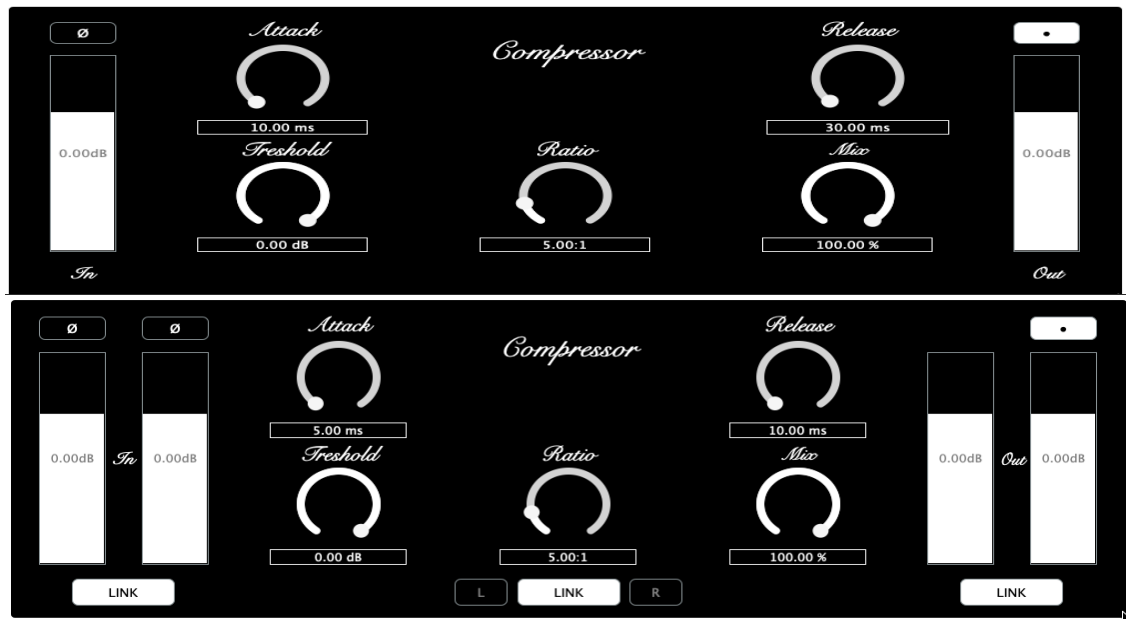 Ø Attack Compressor Release •
10.00 ms 30.00 ms
0.00dB Treshold Ratio Mix 0.00dB
0.00 dB 5.00:1 100.00 %
In Out
Ø Ø Attack Compressor Release •
5.00 ms 10.00 ms
0.00dB In 0.00dB Treshold Ratio Mix 0.00dB Out 0.00dB
0.00 dB 5.00:1 100.00 %
LINK L LINK R LINK